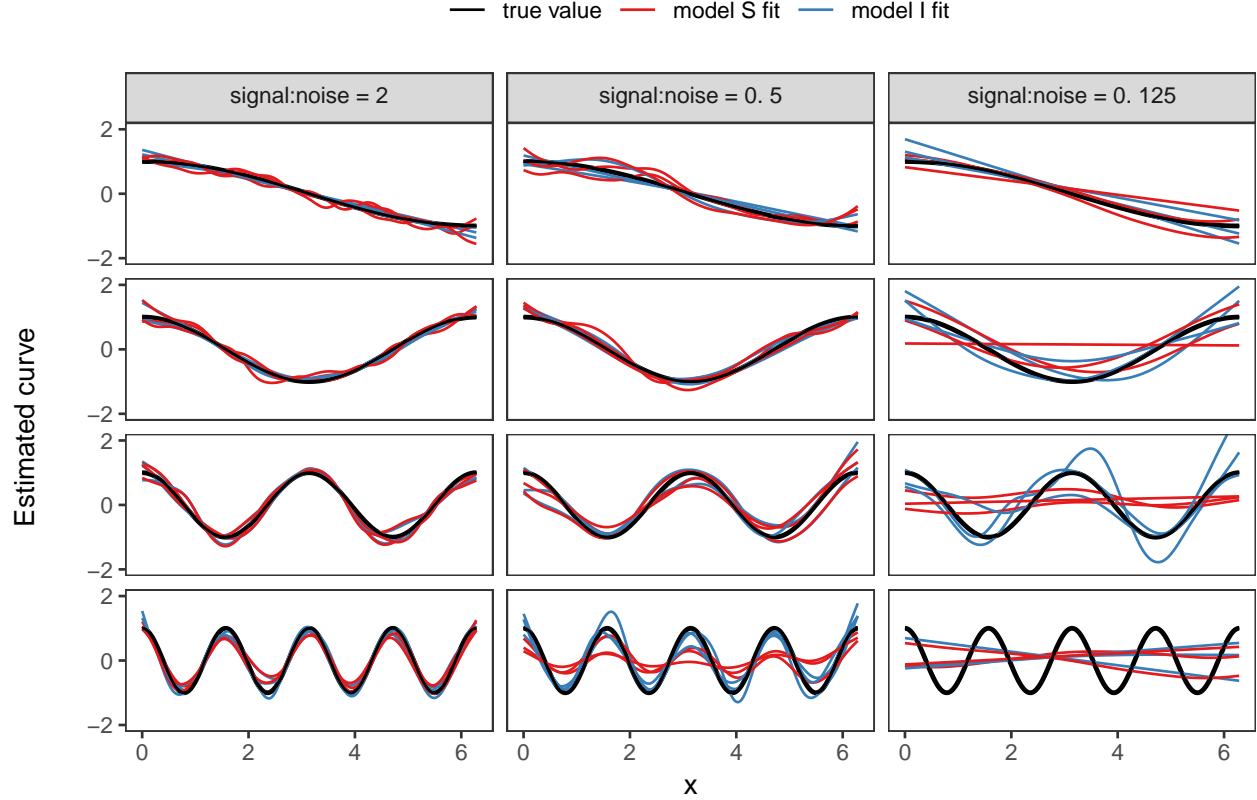 true value model S fit model I fit
signal:noise = 2 signal:noise = 0. 5 signal:noise = 0. 125
2
0
−2
2
0
−2
2
0
−2
2
0
−2
Estimated curve
0 2 4 6 0 2 4 6 0 2 4 6
x